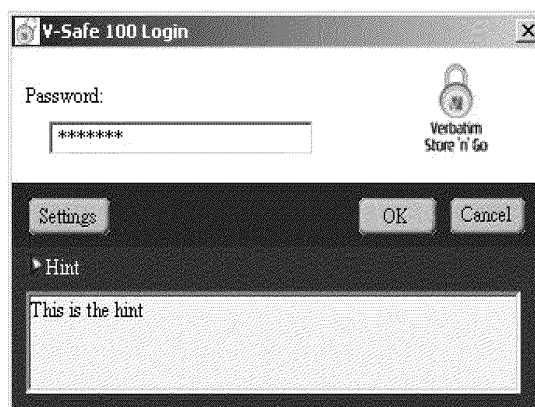 V-Safe 100 Login
Password:
*******
Verbatim
Store 'n' Go
Settings
OK
Cancel
Hint
This is the hint